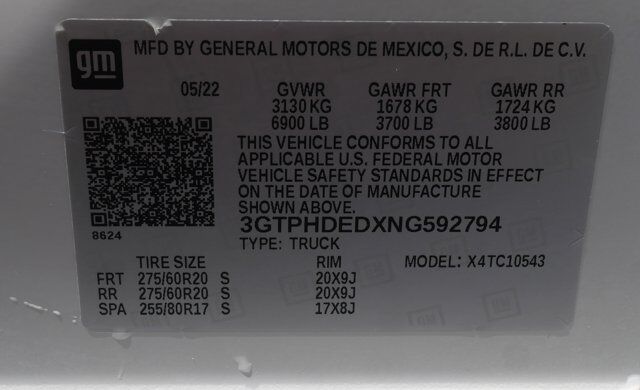 gm
MFD BY GENERAL MOTORS DE MEXICO, S. DE R.L. DE C.V.
05/22 GVWR GAWR FRT GAWR RR
3130 KG 1678 KG 1724 KG
6900 LB 3700 LB 3800 LB
THIS VEHICLE CONFORMS TO ALL
APPLICABLE U.S. FEDERAL MOTOR
VEHICLE SAFETY STANDARDS IN EFFECT
ON THE DATE OF MANUFACTURE
SHOWN ABOVE.
8624
3GTPHDEDXNG592794
TYPE: TRUCK
TIRE SIZE RIM MODEL: X4TC10543
FRT 275/60R20 S 20X9J
RR 275/60R20 S 20X9J
SPA 255/80R17 S 17X8J